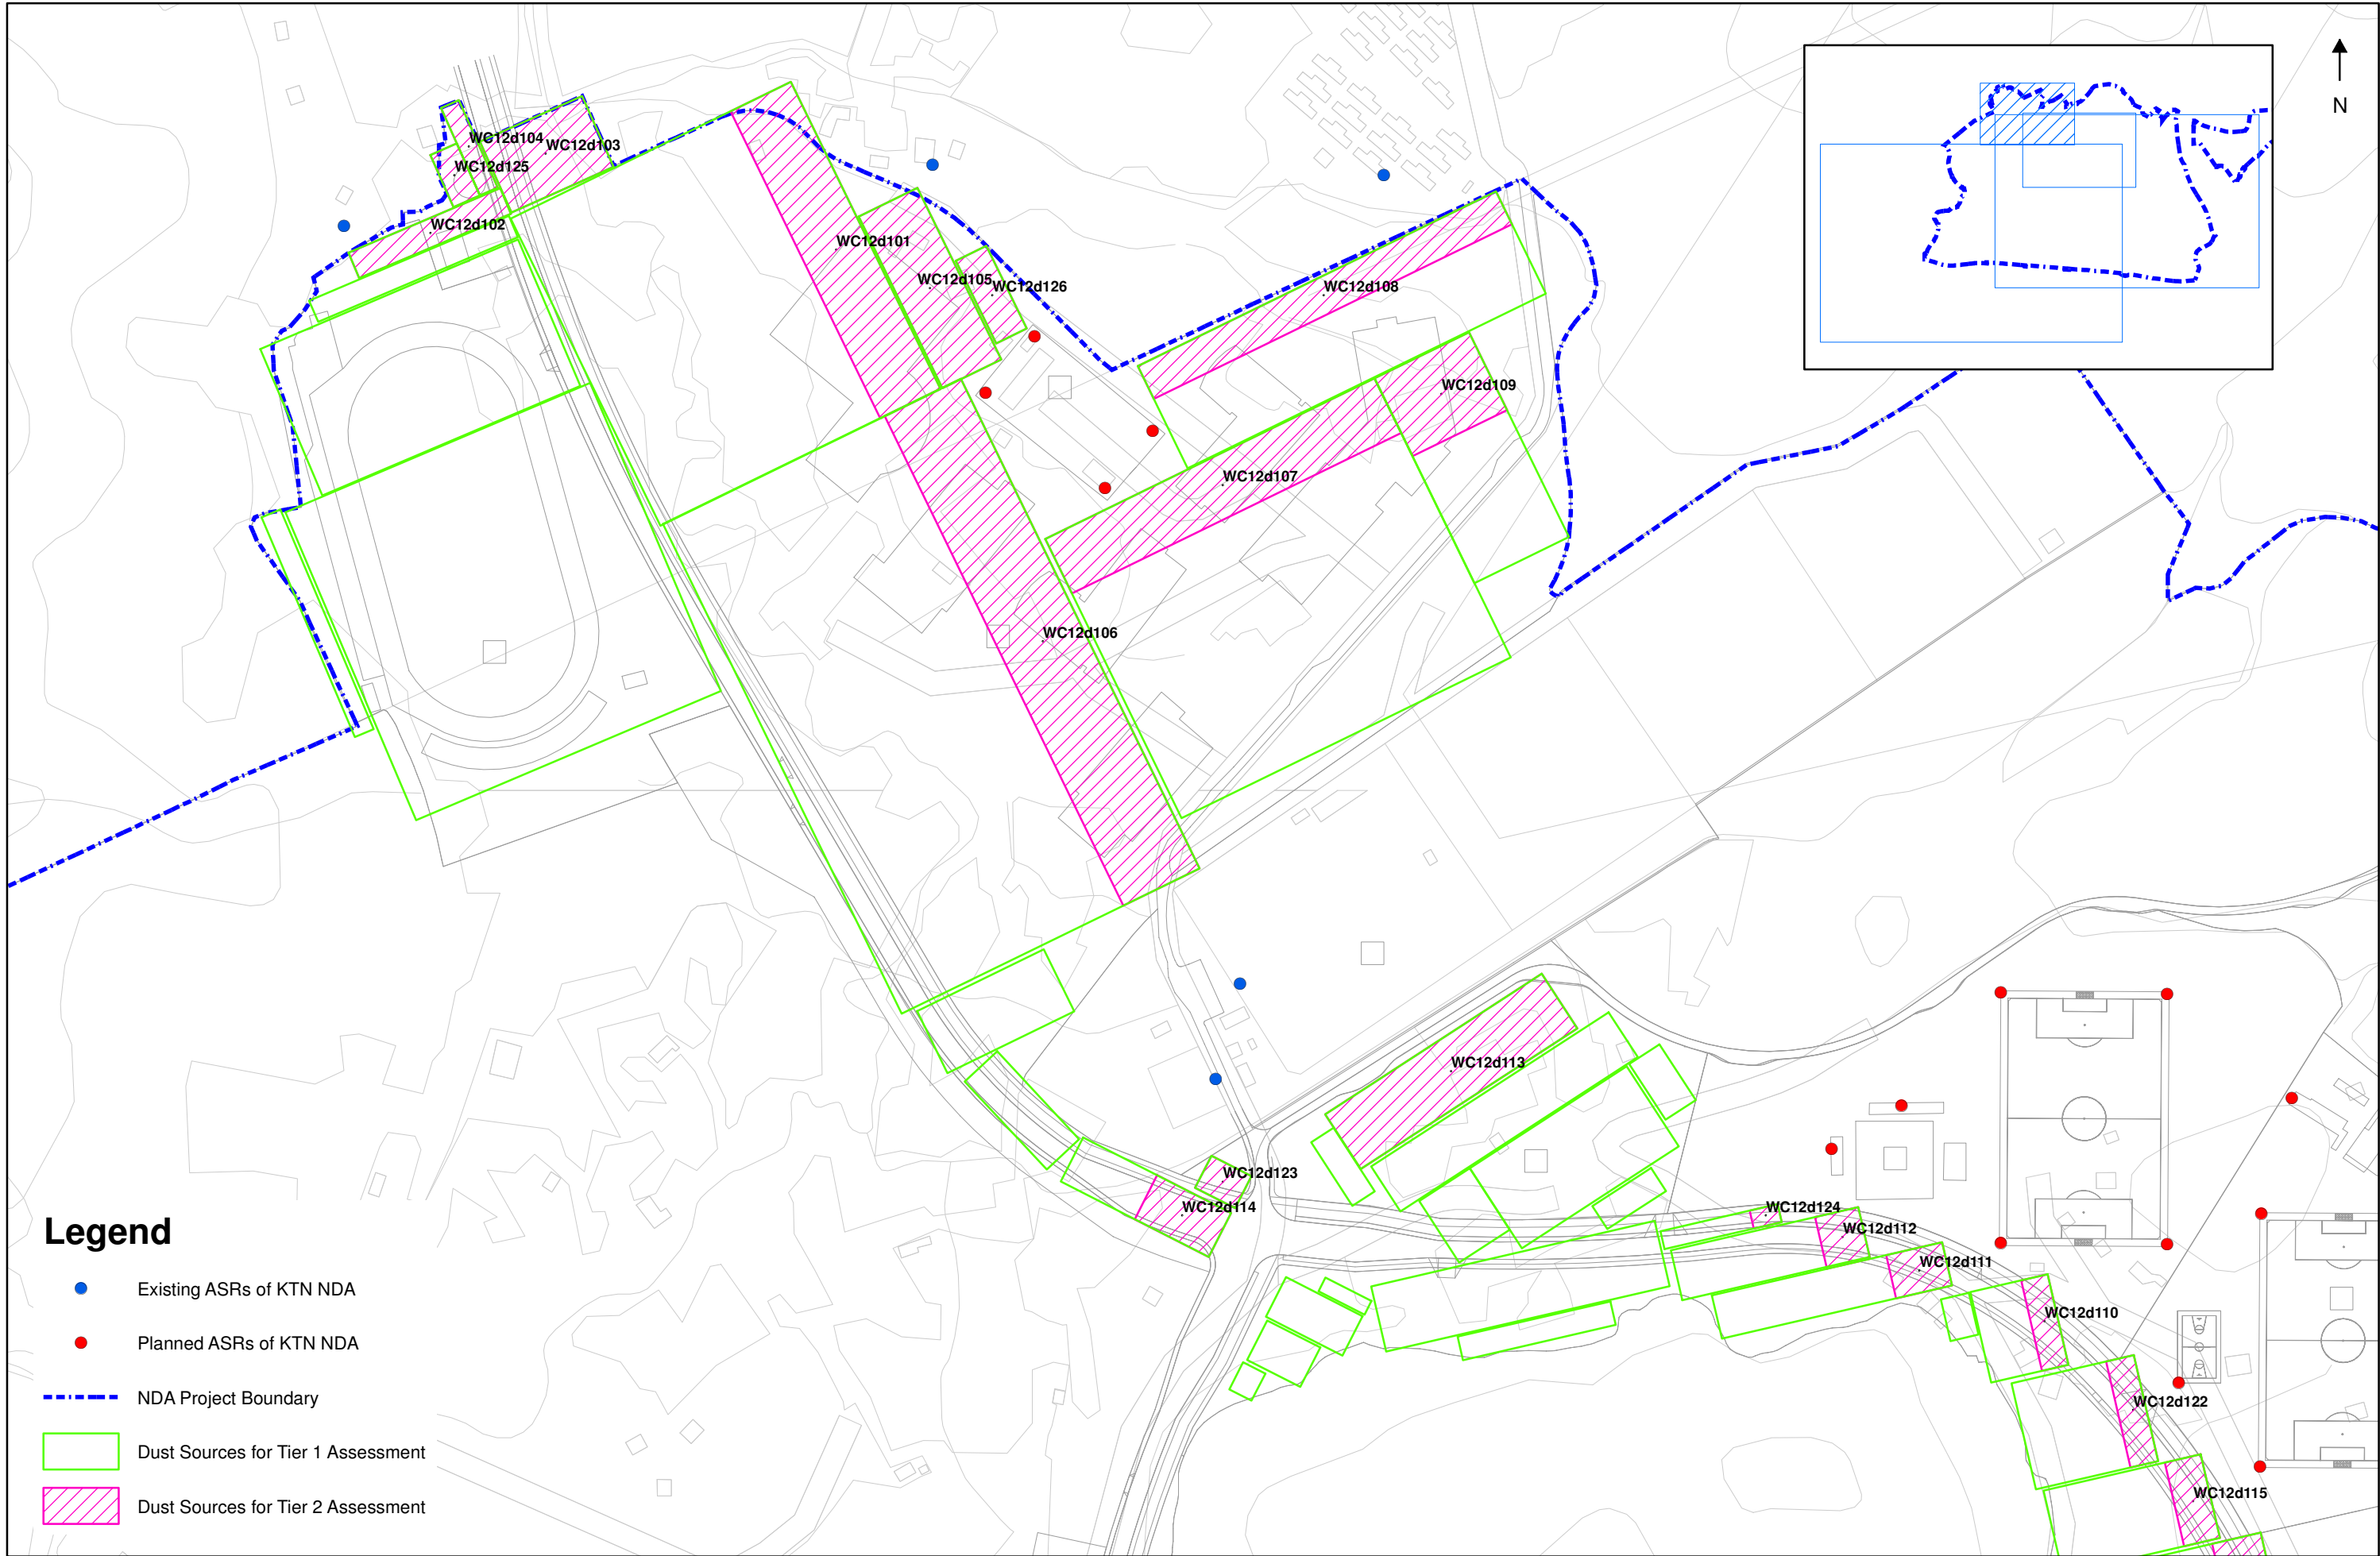 N
WC12d104
WC12d103
WC12d125
WC12d102
WC12d101
WC12d105
WC12d126
WC12d108
WC12d109
WC12d107
WC12d106
WC12d113
WC12d123
WC12d114
WC12d124
WC12d112
WC12d111
WC12d110
WC12d122
WC12d115
Legend
Existing ASRs of KTN NDA
Planned ASRs of KTN NDA
NDA Project Boundary
Dust Sources for Tier 1 Assessment
Dust Sources for Tier 2 Assessment